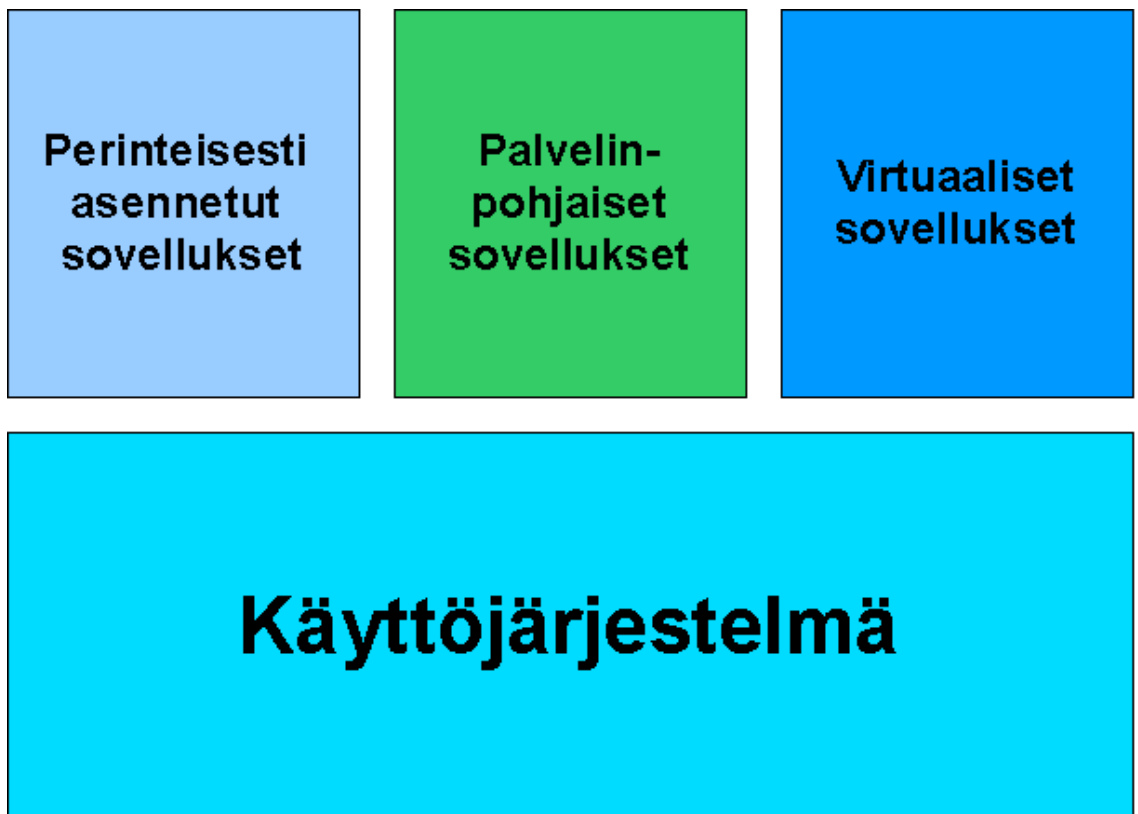 Perinteisesti
asennetut
sovellukset
Palvelin-
pohjaiset
sovellukset
Virtuaaliset
sovellukset
Käyttöjärjestelmä